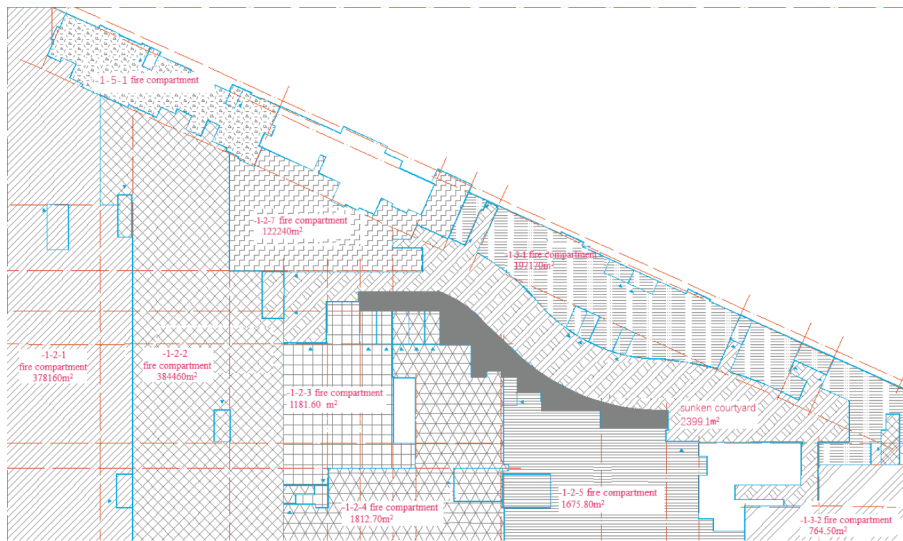 -1-5-1 fire compartment
-1-2-7 fire compartment
122240m²
-1-3-1 fire compartment
197170m²
-1-2-1
fire compartment
378160m²
-1-2-2
fire compartment
384460m²
-1-2-3 fire compartment
1181.60 m²
sunken courtyard
2399.1m²
-1-2-4 fire compartment
1812.70m²
-1-2-5 fire compartment
1675.80m²
-1-3-2 fire compartment
764.50m²